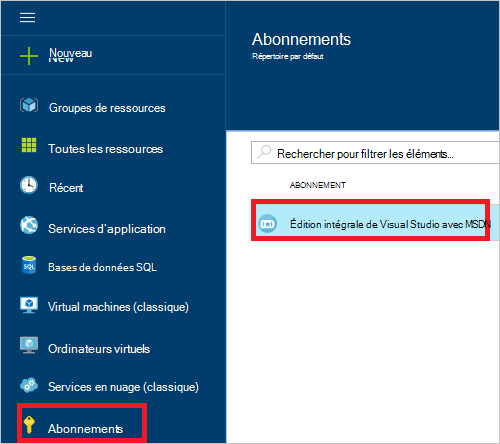 Nouveau
New
Groupes de ressources
Toutes les ressources
Récent
Services d'application
Bases de données SQL
Virtual machines (classique)
Ordinateurs virtuels
Services en nuage (classique)
Abonnements
Abonnements
Répertoire par défaut
Rechercher pour filtrer les éléments...
ABONNEMENT
Édition intégrale de Visual Studio avec MSDN